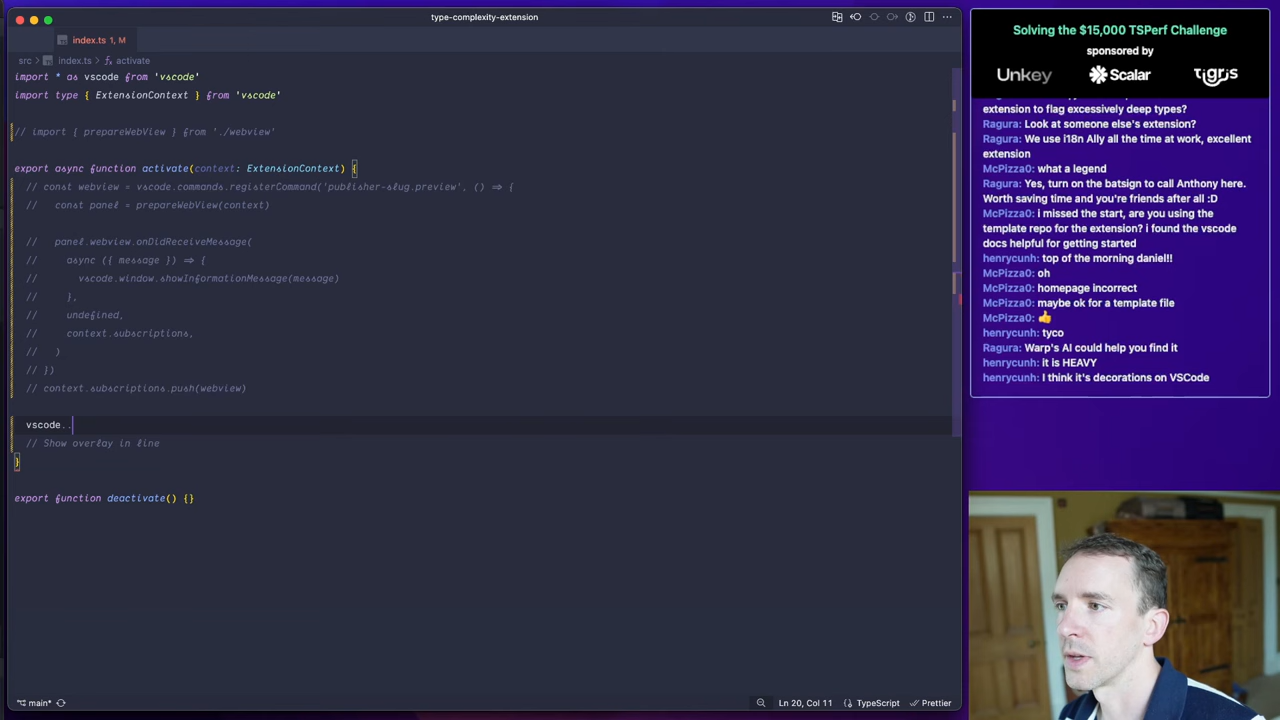 type-complexity-extension
index.ts 1, M
src > index.ts > activate
import * as vscode from 'vscode'
import type { ExtensionContext } from 'vscode'
// import { prepareWebView } from './webview'
export async function activate(context: ExtensionContext) {
// const webview = vscode.commands.registerCommand('publisher-slug.preview', () => {
//   const panel = prepareWebView(context)
//   panel.webview.onDidReceiveMessage(
//     async ({ message }) => {
//       vscode.window.showInformationMessage(message)
//     },
//     undefined,
//     context.subscriptions,
//   )
// })
// context.subscriptions.push(webview)
vscode..
// Show overlay in line
}
export function deactivate() {}
main*
Ln 20, Col 11
{} TypeScript
Prettier
Solving the $15,000 TSPerf Challenge
sponsored by
Unkey
Scalar
tigris
extension to flag excessively deep types?
Ragura: Look at someone else's extension?
Ragura: We use i18n Ally all the time at work, excellent
extension
McPizza0: what a legend
Ragura: Yes, turn on the batsign to call Anthony here.
Worth saving time and you're friends after all :D
McPizza0: i missed the start, are you using the
template repo for the extension? i found the vscode
docs helpful for getting started
henrycunh: top of the morning daniel!!
McPizza0: oh
McPizza0: homepage incorrect
McPizza0: maybe ok for a template file
McPizza0: 👍
henrycunh: tyco
Ragura: Warp's AI could help you find it
henrycunh: it is HEAVY
henrycunh: I think it's decorations on VSCode